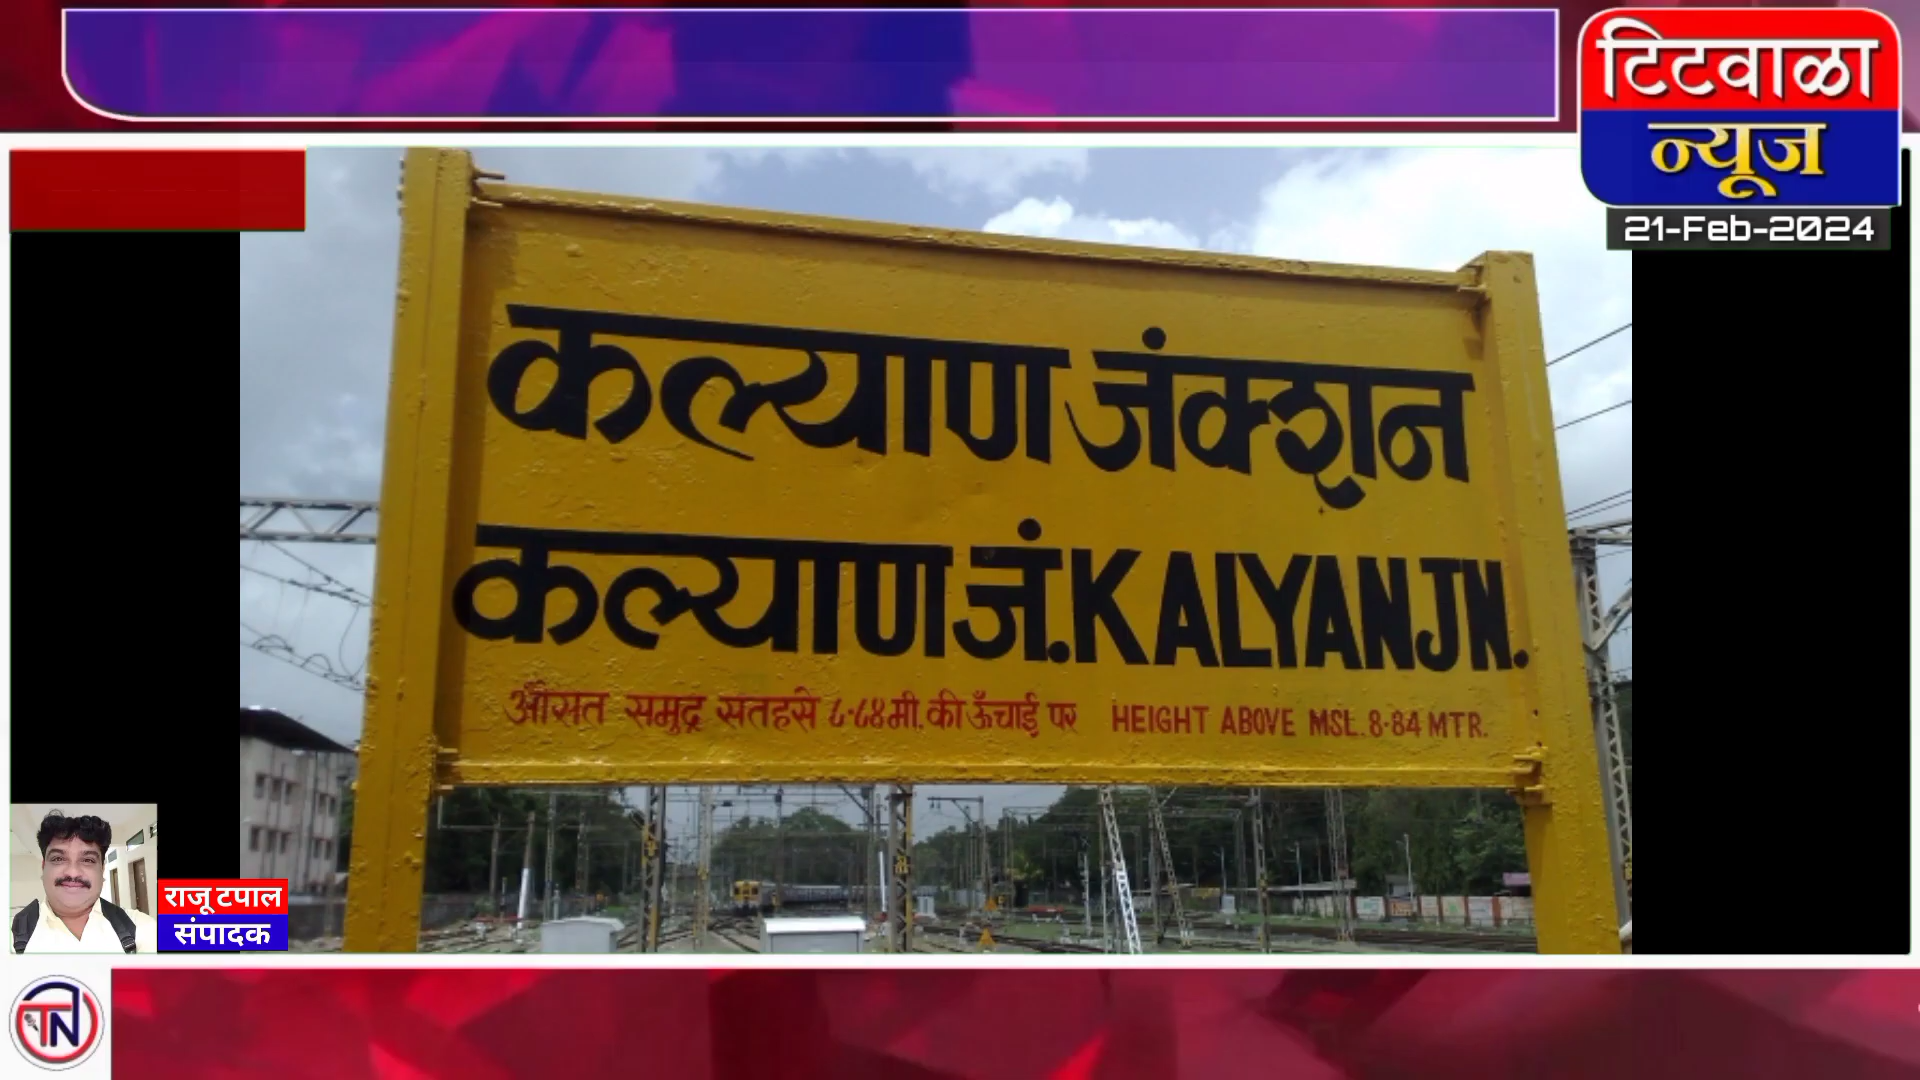 टिटवाळा
न्यूज
21-Feb-2024
कल्याण जंक्शन
कल्याण जं. KALYAN JN.
औसत समुद्र सतहसे ८·८४मी. की ऊँचाई पर HEIGHT ABOVE MSL. 8·84 MTR.
राजू टपाल
संपादक
TN